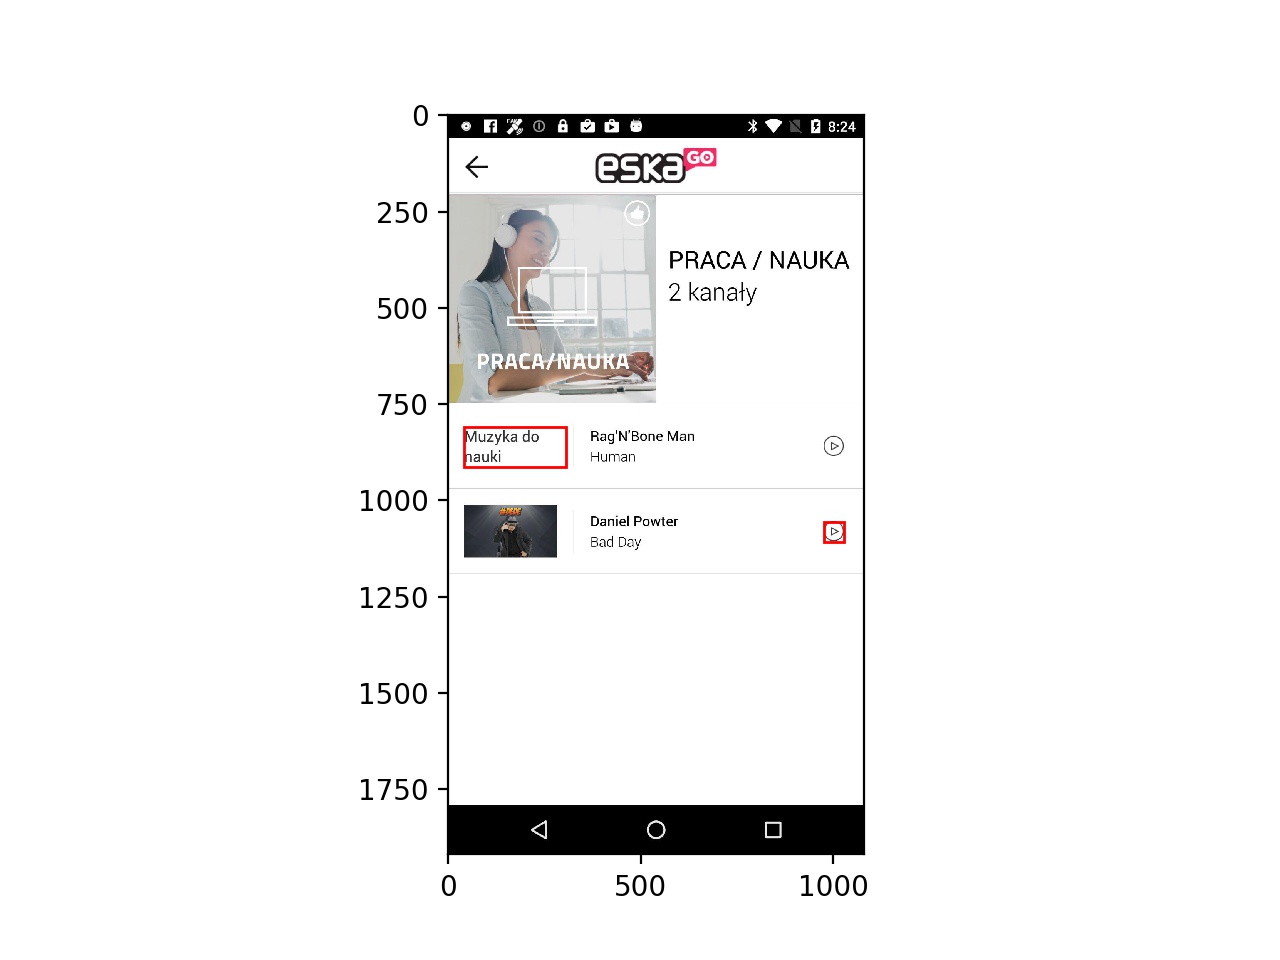 0
8:24
eska GO
250
PRACA / NAUKA
2 kanały
500
PRACA/NAUKA
750
Muzyka do
nauki
Rag'N'Bone Man
Human
1000
Daniel Powter
Bad Day
1250
1500
1750
0
500
1000